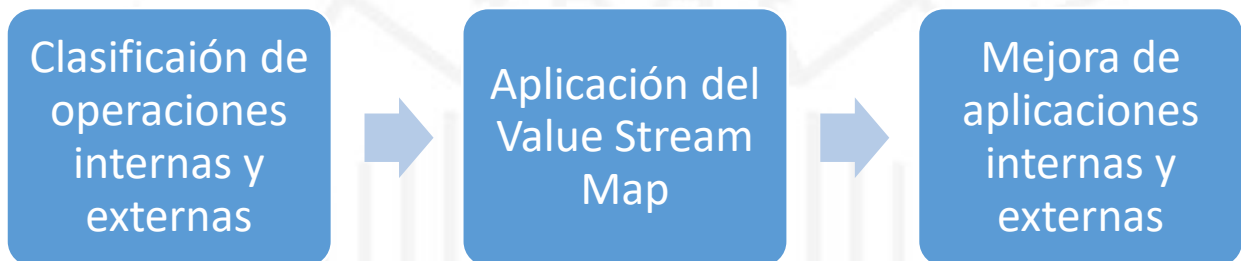 Clasificaión de
operaciones
internas y
externas
Aplicación del
Value Stream
Map
Mejora de
aplicaciones
internas y
externas